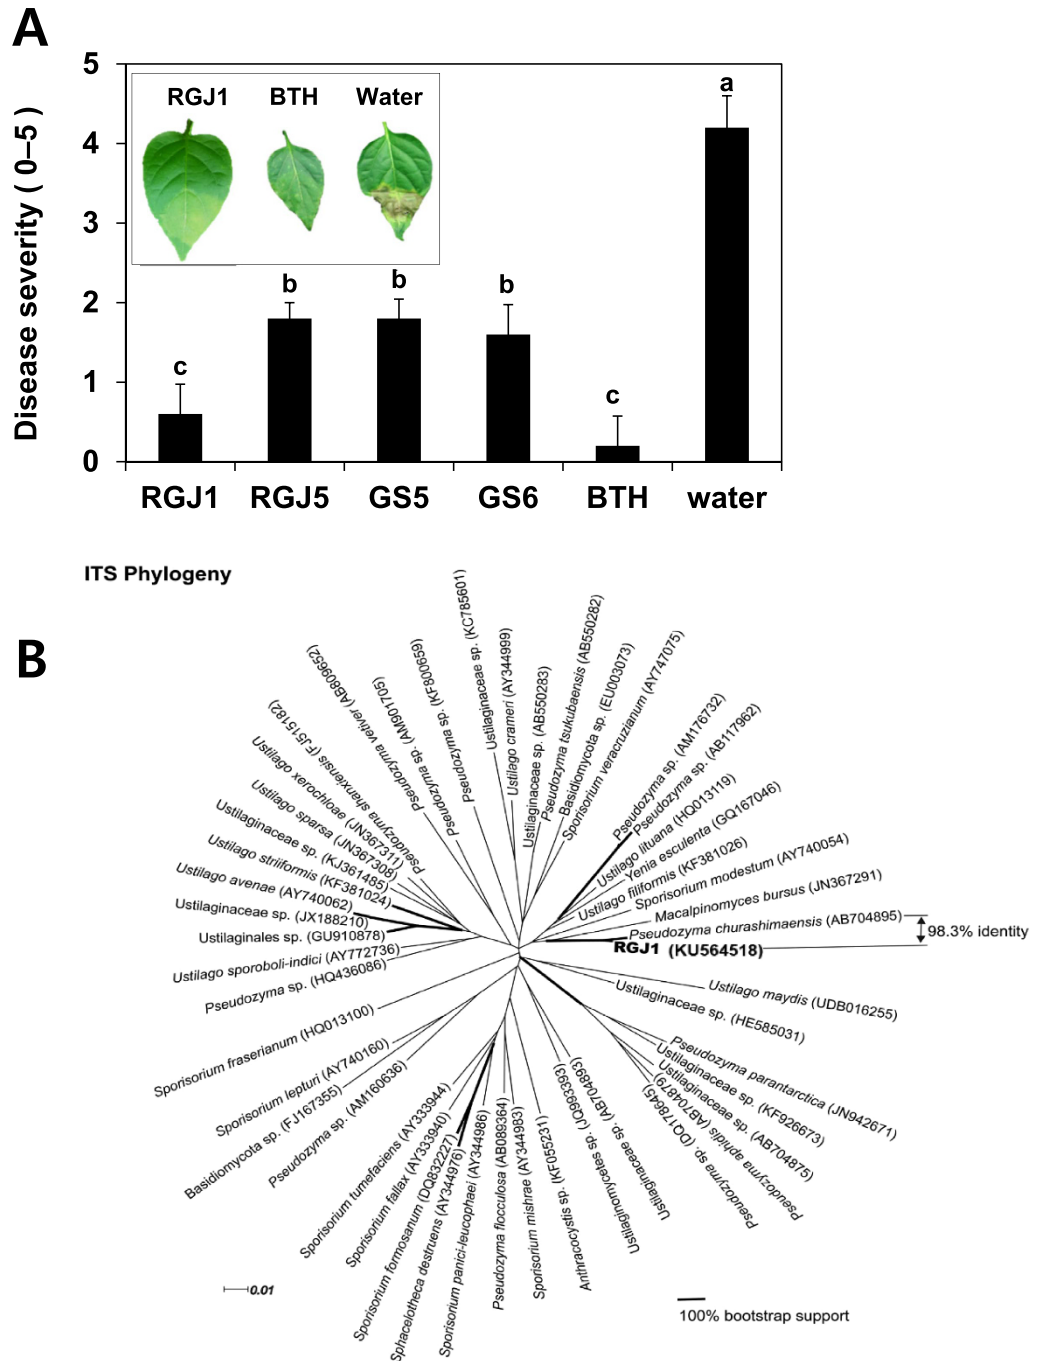 A
5
4
3
2
1
0
Disease severity ( 0–5 )
RGJ1 BTH Water
c
b
b
b
c
a
RGJ1 RGJ5 GS5 GS6 BTH water
ITS Phylogeny
B
Pseudozyma shanxiensis (FJ515182)
Pseudozyma vetiver (AB809652)
Pseudozyma sp. (AM901705)
Pseudozyma sp. (KF800659)
Ustilaginaceae sp. (KC785601)
Ustilago crameri (AY344999)
Ustilaginaceae sp. (AB550283)
Pseudozyma tsukubaensis (AB550282)
Basidiomycota sp. (EU003073)
Sporisorium veracruzianum (AY747075)
Pseudozyma sp. (AM176732)
Pseudozyma sp. (AB117962)
Ustilago lituana (HQ013119)
Yenia esculenta (GQ167046)
Ustilago filiformis (KF381026)
Sporisorium modestum (AY740054)
Macalpinomyces bursus (JN367291)
Pseudozyma churashimaensis (AB704895)
RGJ1 (KU564518)
98.3% identity
Ustilago maydis (UDB016255)
Ustilaginaceae sp. (HE585031)
Pseudozyma parantarctica (JN942671)
Ustilaginaceae sp. (KF926673)
Ustilaginaceae sp. (AB704875)
Pseudozyma aphidis (AB704879)
Pseudozyma sp. (DQ178645)
Ustilaginaceae sp. (AB704893)
Ustilaginomycetes sp. (JQ993393)
Anthracocystis sp. (KF055231)
Sporisorium mishrae (AY344983)
Pseudozyma flocculosa (AB089364)
Sporisorium panici-leucophaei (AY344986)
Sphacelotheca destruens (AY344976)
Sporisorium formosanum (DQ832227)
Sporisorium fallax (AY333940)
Sporisorium tumefaciens (AY333944)
Pseudozyma sp. (AM160636)
Basidiomycota sp. (FJ167355)
Sporisorium lepturi (AY740160)
Sporisorium fraserianum (HQ013100)
Pseudozyma sp. (HQ436086)
Ustilago sporoboli-indici (AY772736)
Ustilaginales sp. (GU910878)
Ustilaginaceae sp. (JX188210)
Ustilago avenae (AY740062)
Ustilago striiformis (KF381024)
Ustilaginaceae sp. (KJ361485)
Ustilago sparsa (JN367308)
Ustilago xerochloae (JN367311)
0.01
100% bootstrap support